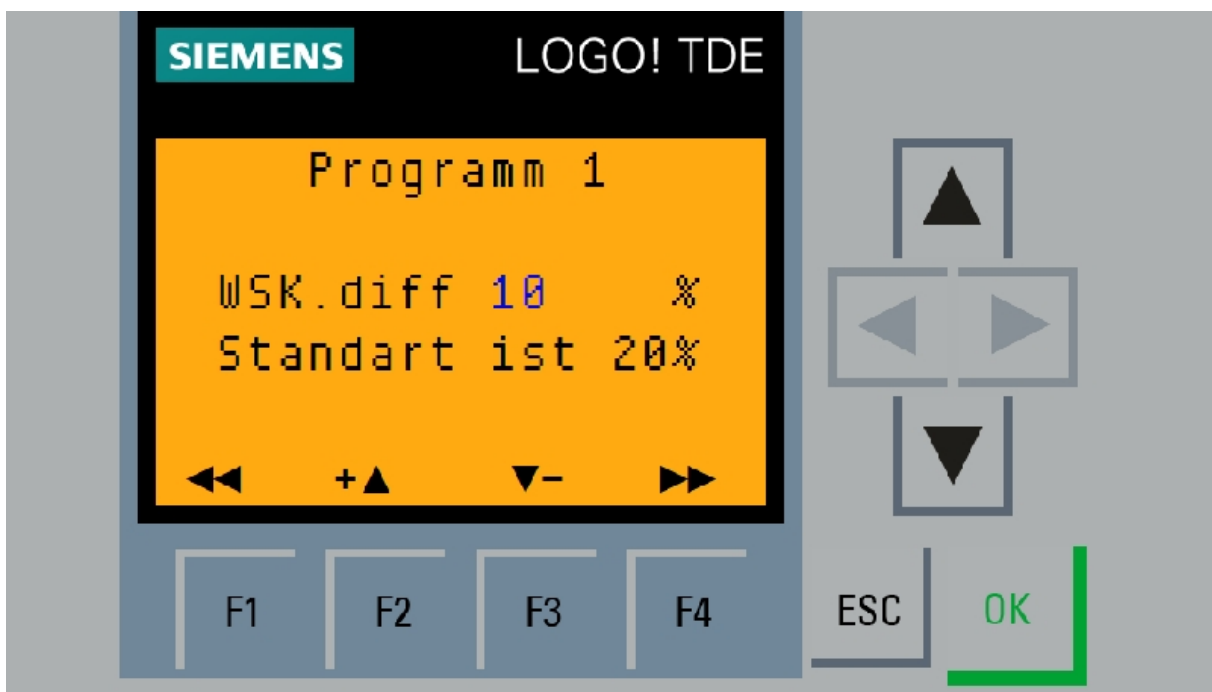 SIEMENS LOGO! TDE
Programm 1
WSK.diff 10 %
Standart ist 20%
+▲ ▼-
F1 F2 F3 F4 ESC OK